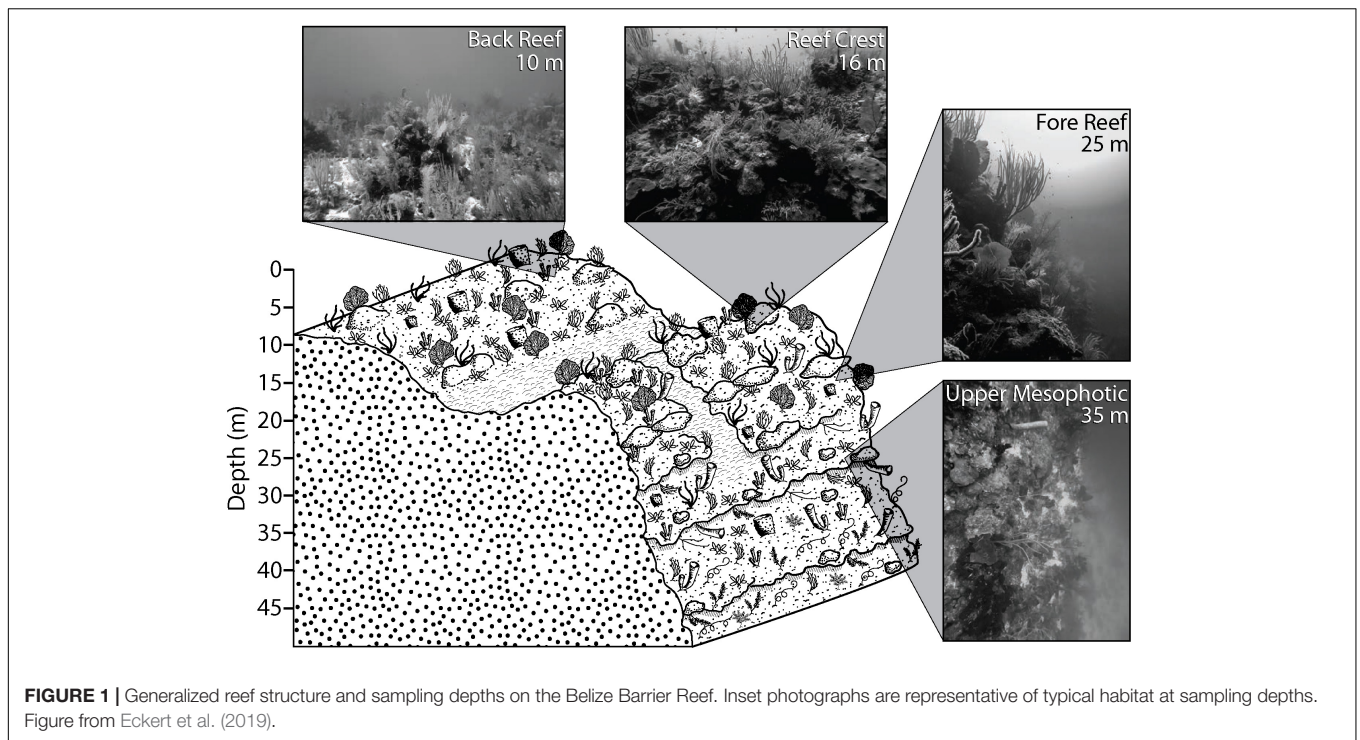 Back Reef
10 m
Reef Crest
16 m
Fore Reef
25 m
Upper Mesophotic
35 m
Depth (m)
0
5
10
15
20
25
30
35
40
45
FIGURE 1 | Generalized reef structure and sampling depths on the Belize Barrier Reef. Inset photographs are representative of typical habitat at sampling depths.
Figure from Eckert et al. (2019).